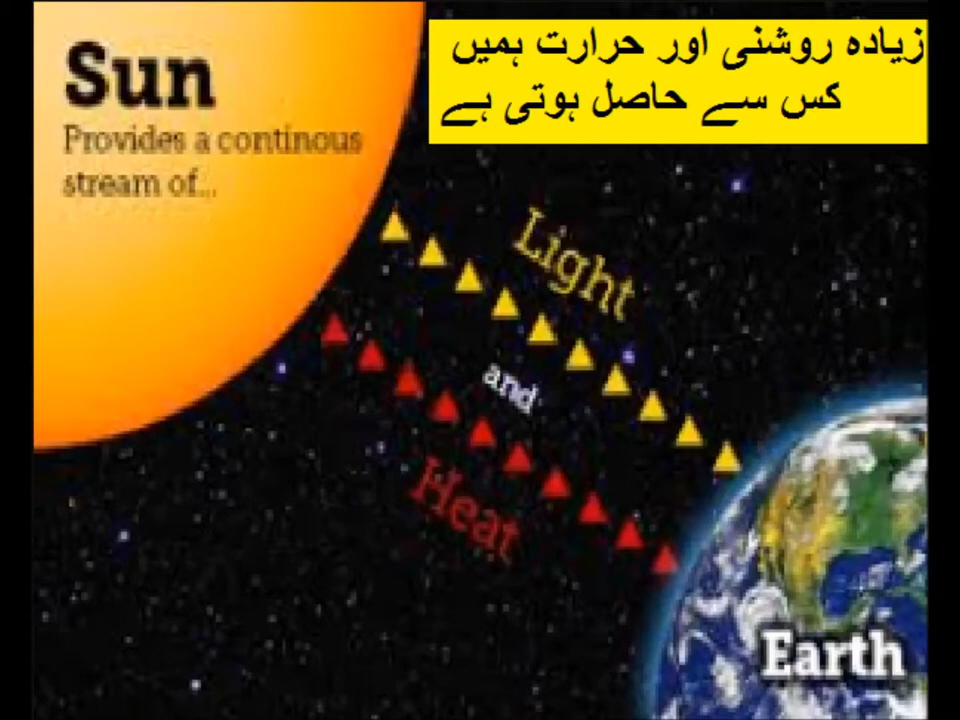 Sun
Provides a continous
stream of...
زیادہ روشنی اور حرارت ہمیں
کس سے حاصل ہوتی ہے
Light
and
Heat
Earth